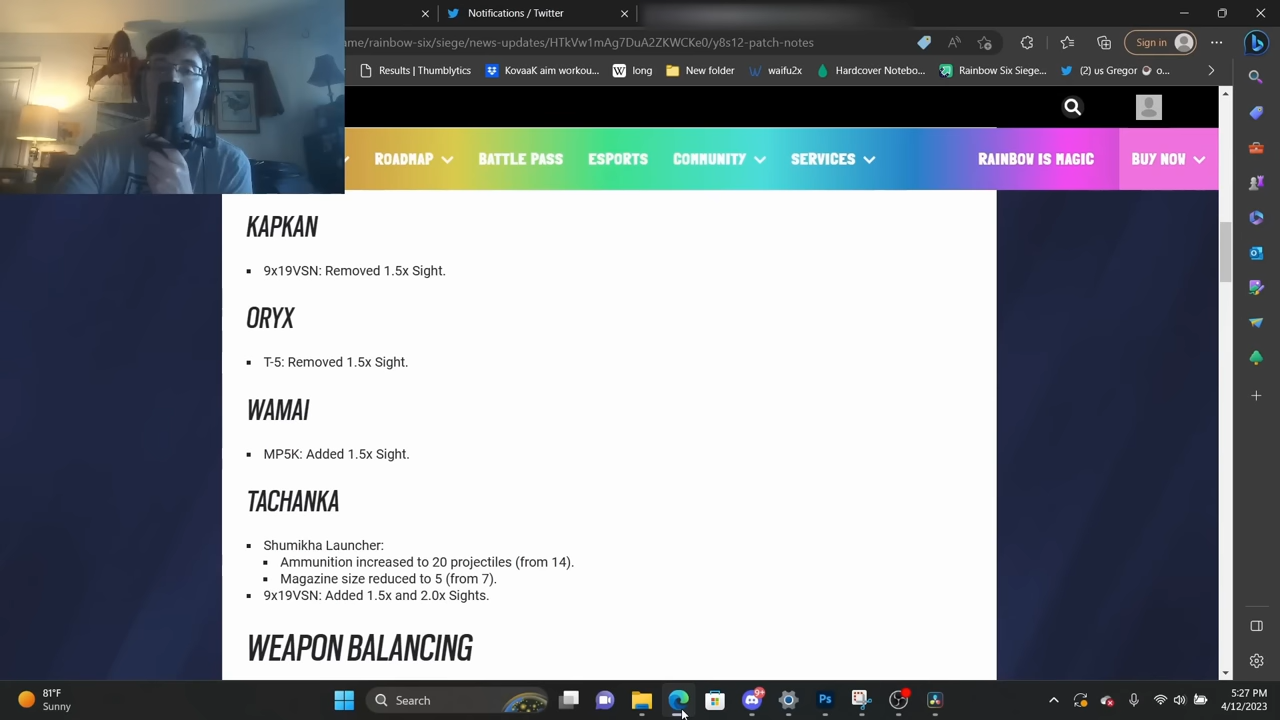 Notifications / Twitter
me/rainbow-six/siege/news-updates/HTkVw1mAg7DuA2ZKWCKe0/y8s12-patch-notes
Sign in
Results | Thumblytics
KovaaK aim workou...
long
New folder
waifu2x
Hardcover Notebo...
Rainbow Six Siege...
(2) us Gregor o...
ROADMAP
BATTLE PASS
ESPORTS
COMMUNITY
SERVICES
RAINBOW IS MAGIC
BUY NOW
KAPKAN
9x19VSN: Removed 1.5x Sight.
ORYX
T-5: Removed 1.5x Sight.
WAMAI
MP5K: Added 1.5x Sight.
TACHANKA
Shumikha Launcher:
Ammunition increased to 20 projectiles (from 14).
Magazine size reduced to 5 (from 7).
9x19VSN: Added 1.5x and 2.0x Sights.
WEAPON BALANCING
81°F
Sunny
Search
9+
Ps
5:27 PM
4/12/2023